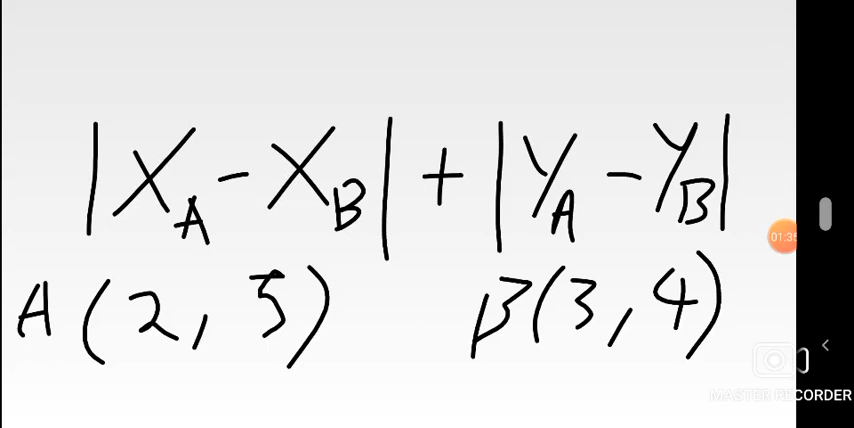 |X_A - X_B| + |Y_A - Y_B|
A(2, 5) B(3, 4)
01:35
MASTER RECORDER